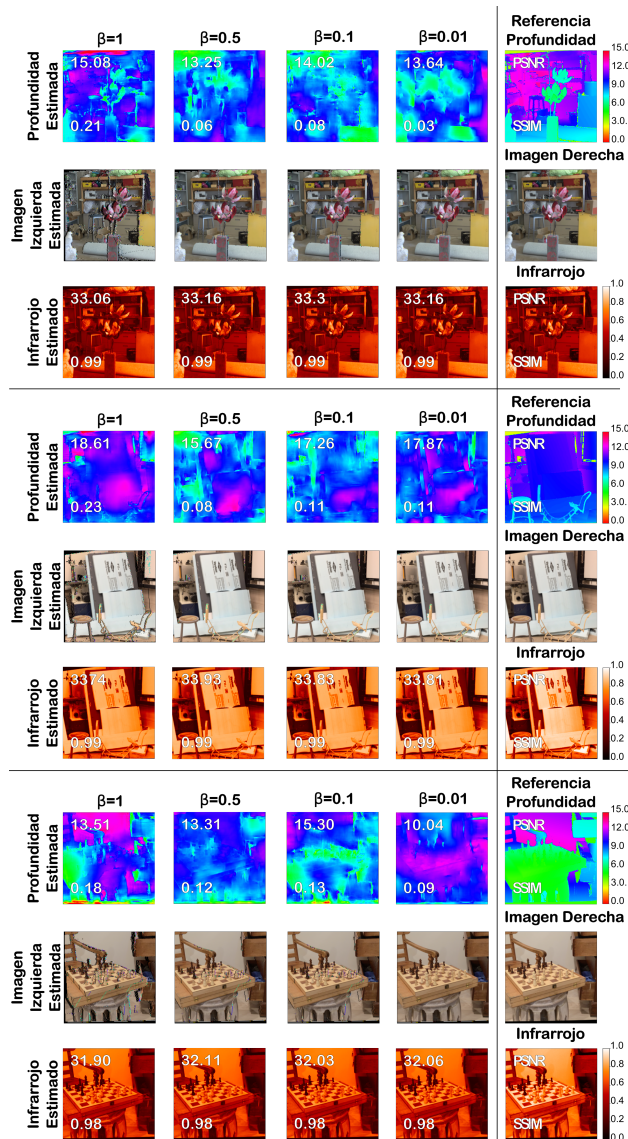 Referencia
β=1 β=0.5 β=0.1 β=0.01 Profundidad
Profundidad
Estimada
15.08 13.25 14.02 13.64 PSNR
0.21 0.06 0.08 0.03 SSIM
15.0
12.0
9.0
6.0
3.0
0.0
Imagen Derecha
Imagen
Izquierda
Estimada
Infrarrojo
Infrarrojo
Estimado
33.06 33.16 33.3 33.16 PSNR
0.99 0.99 0.99 0.99 SSIM
1.0
0.8
0.6
0.4
0.2
0.0
Referencia
β=1 β=0.5 β=0.1 β=0.01 Profundidad
Profundidad
Estimada
18.61 15.67 17.26 17.87 PSNR
0.23 0.08 0.11 0.11 SSIM
15.0
12.0
9.0
6.0
3.0
0.0
Imagen Derecha
Imagen
Izquierda
Estimada
Infrarrojo
Infrarrojo
Estimado
3374 33.93 33.83 33.81 PSNR
0.99 0.99 0.99 0.99 SSIM
1.0
0.8
0.6
0.4
0.2
0.0
Referencia
β=1 β=0.5 β=0.1 β=0.01 Profundidad
Profundidad
Estimada
13.51 13.31 15.30 10.04 PSNR
0.18 0.12 0.13 0.09 SSIM
15.0
12.0
9.0
6.0
3.0
0.0
Imagen Derecha
Imagen
Izquierda
Estimada
Infrarrojo
Infrarrojo
Estimado
31.90 32.11 32.03 32.06 PSNR
0.98 0.98 0.98 0.98 SSIM
1.0
0.8
0.6
0.4
0.2
0.0